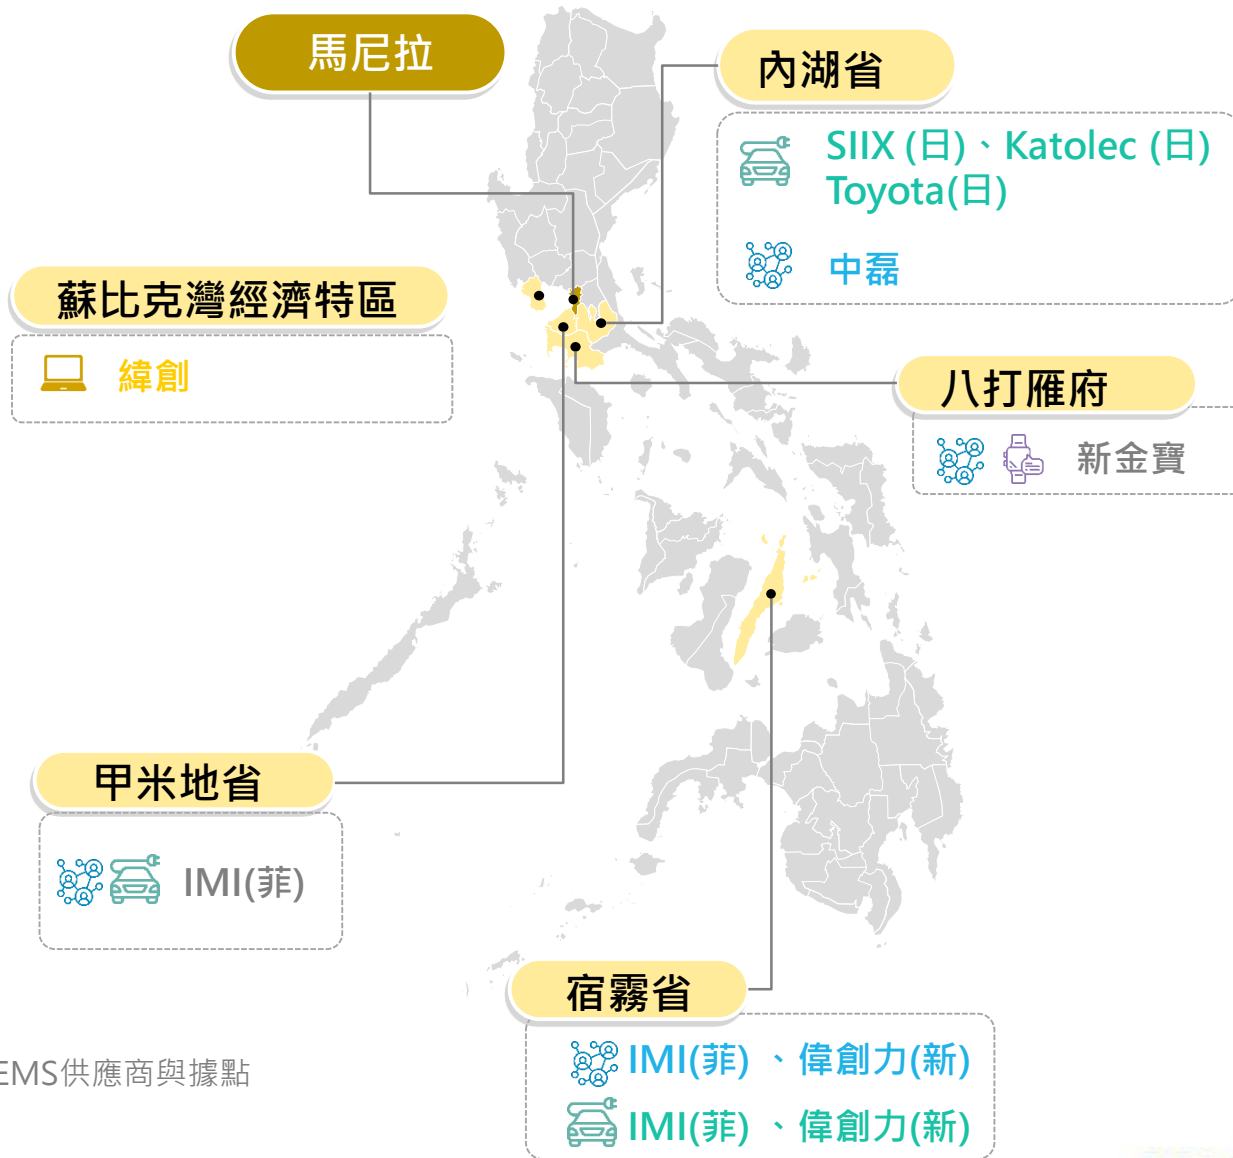 馬尼拉
內湖省
SIIX (日)、Katolec (日)
Toyota(日)
中磊
蘇比克灣經濟特區
緯創
八打雁府
新金寶
甲米地省
IMI(菲)
宿霧省
IMI(菲) 、偉創力(新)
IMI(菲) 、偉創力(新)
EMS供應商與據點